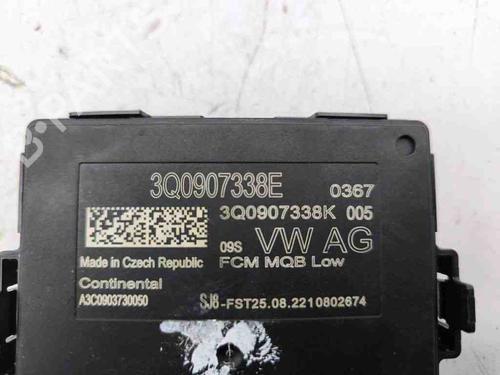 3Q0907338E 0367
3Q0907338K 005
09S VW AG
Made in Czech Republic FCM MQB Low
Continental
A3C0903730050 SJ8-FST25.08.2210802674